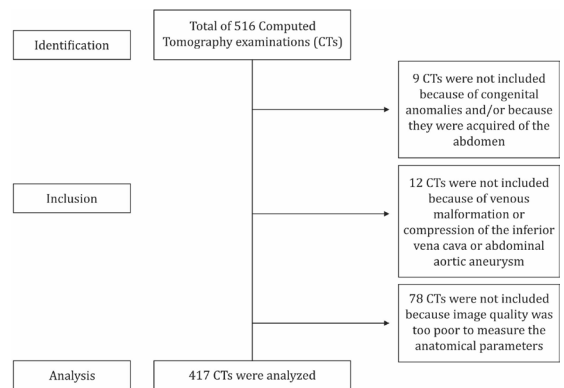 Total of 516 Computed
Tomography examinations (CTs)
Identification
9 CTs were not included
because of congenital
anomalies and/or because
they were acquired of the
abdomen
Inclusion
12 CTs were not included
because of venous
malformation or
compression of the inferior
vena cava or abdominal
aortic aneurysm
78 CTs were not included
because image quality was
too poor to measure the
anatomical parameters
Analysis
417 CTs were analyzed